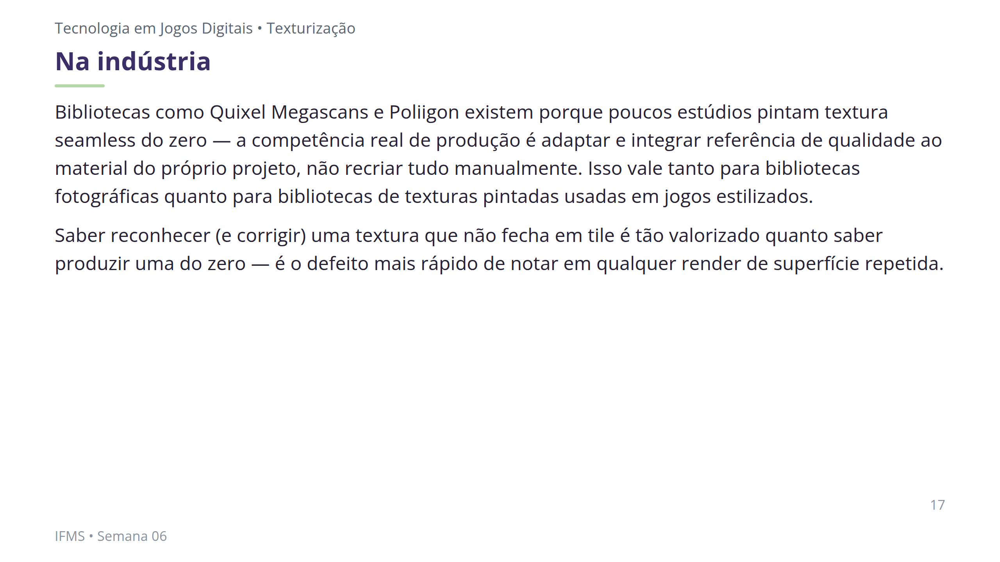 Tecnologia em Jogos Digitais • Texturização
Na indústria
Bibliotecas como Quixel Megascans e Poliigon existem porque poucos estúdios pintam textura
seamless do zero — a competência real de produção é adaptar e integrar referência de qualidade ao
material do próprio projeto, não recriar tudo manualmente. Isso vale tanto para bibliotecas
fotográficas quanto para bibliotecas de texturas pintadas usadas em jogos estilizados.
Saber reconhecer (e corrigir) uma textura que não fecha em tile é tão valorizado quanto saber
produzir uma do zero — é o defeito mais rápido de notar em qualquer render de superfície repetida.
17
IFMS • Semana 06